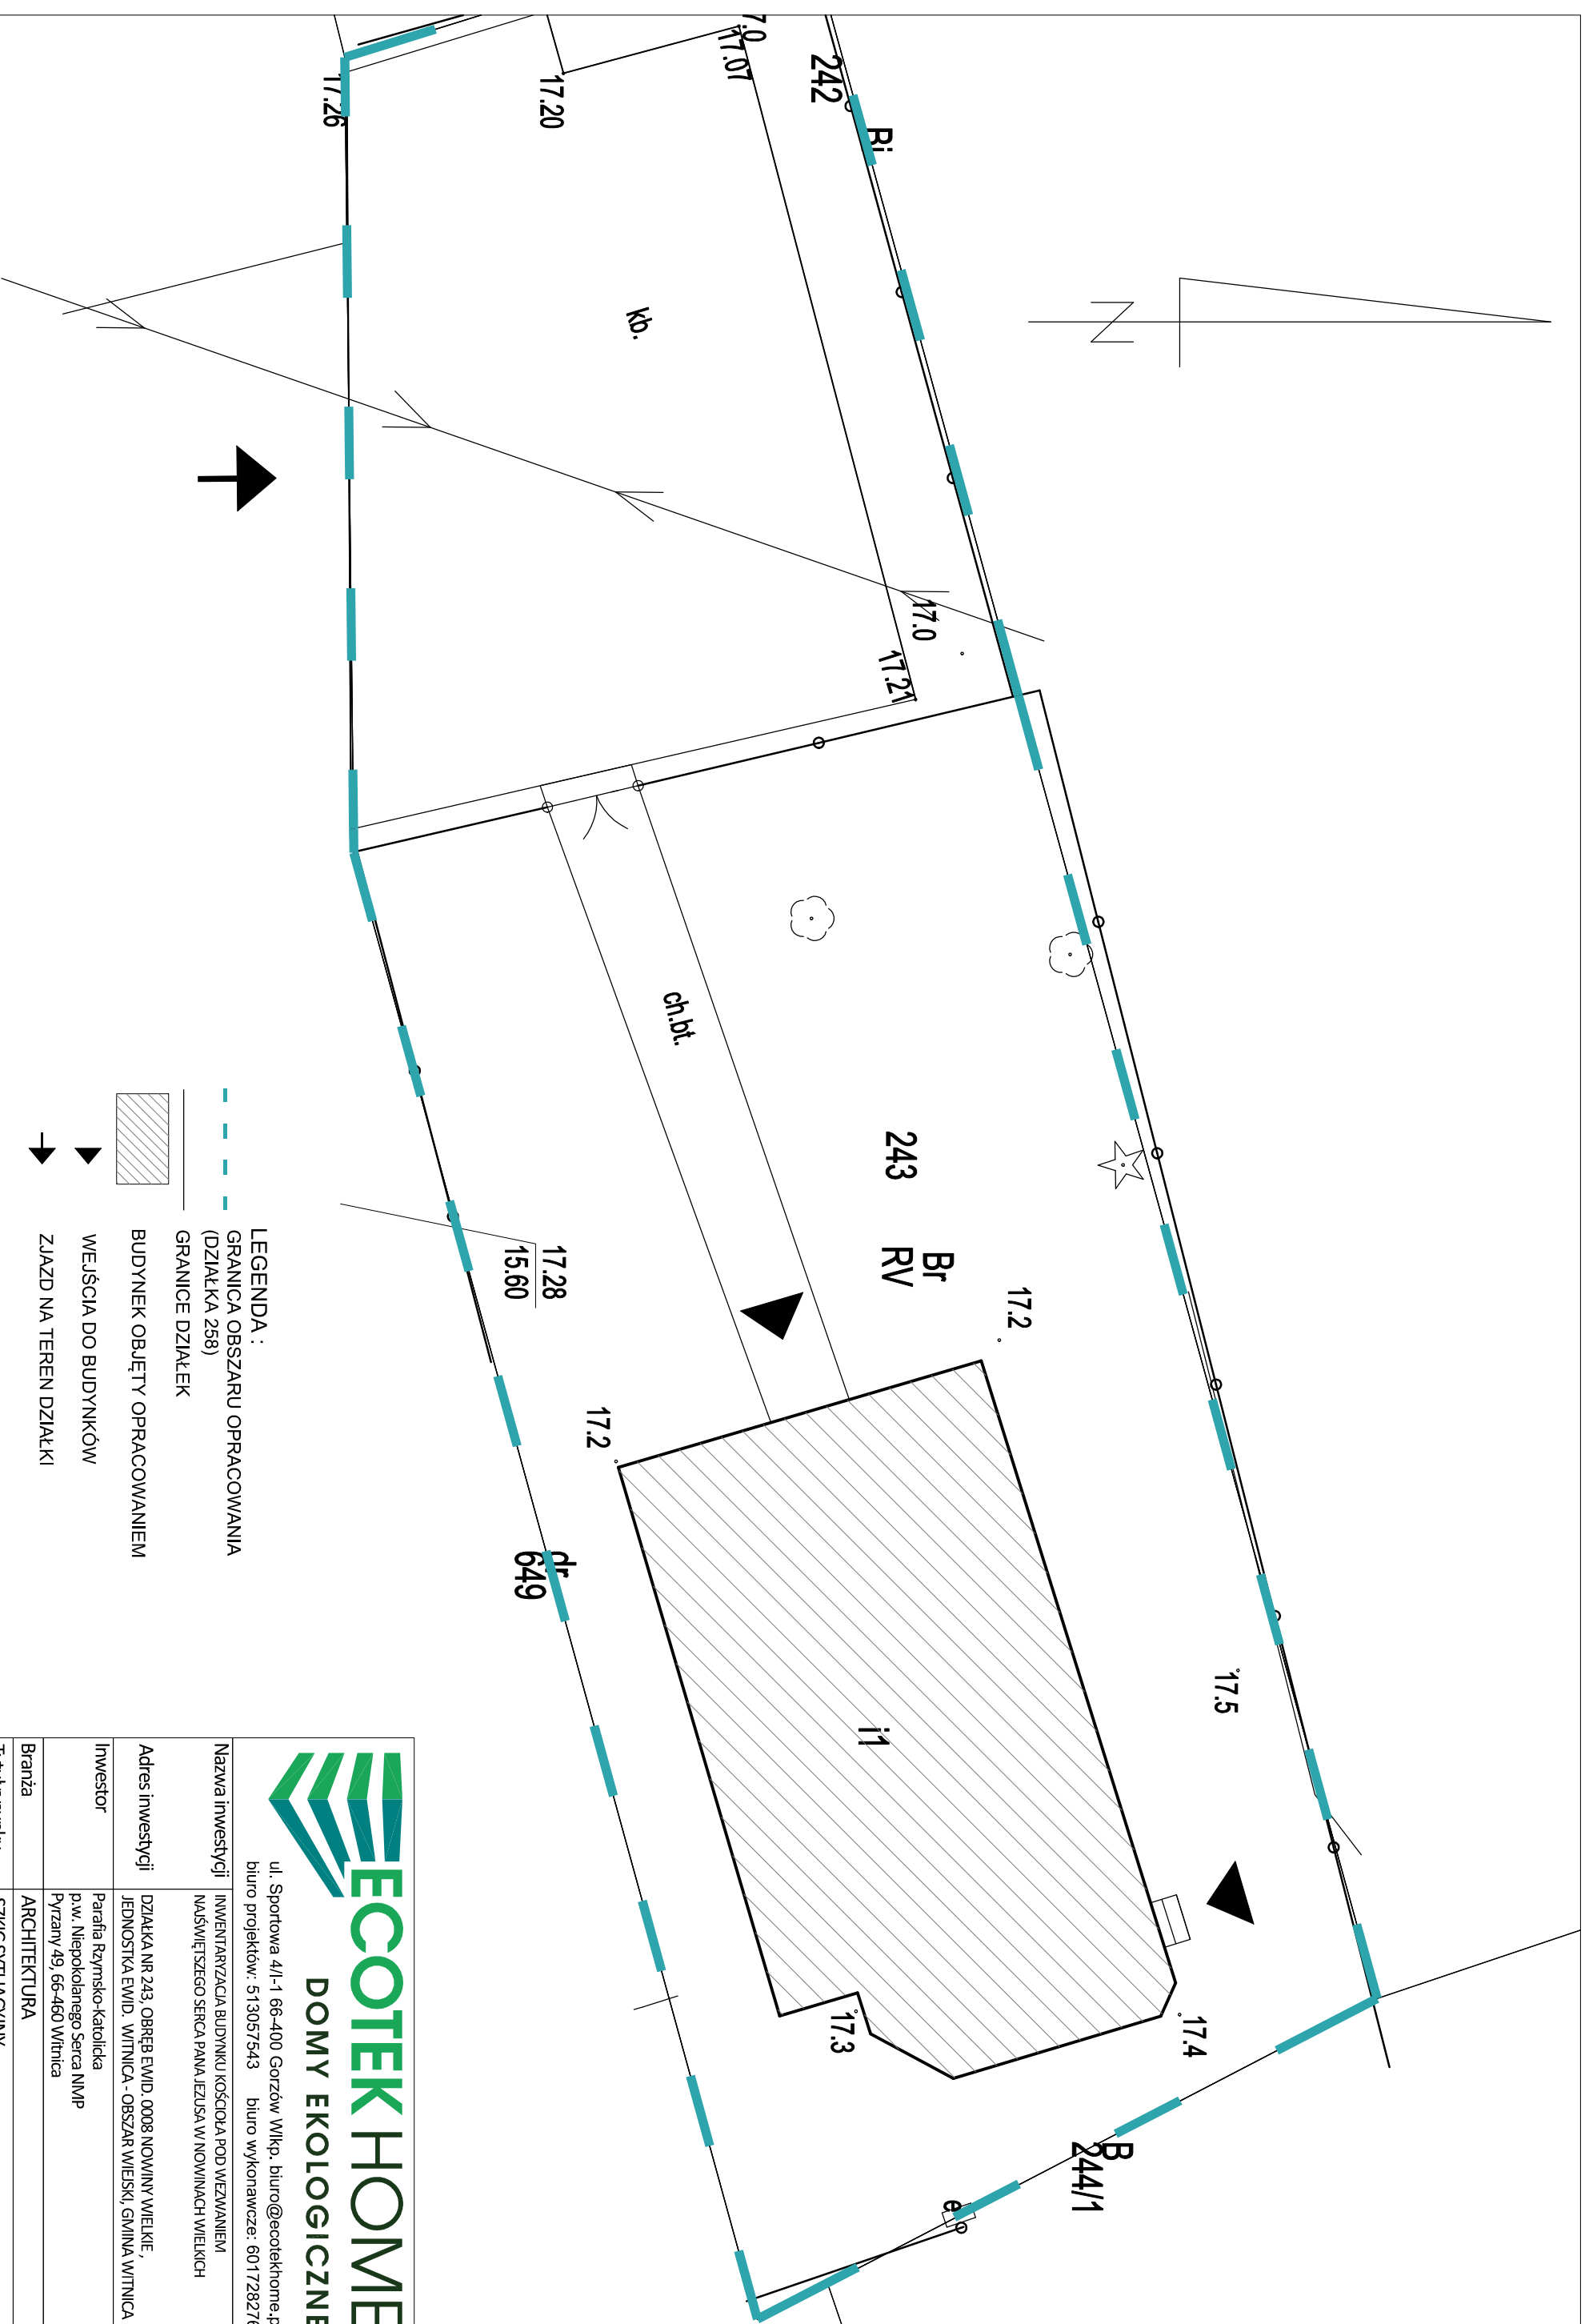 242
Ri
7.0
17.07
17.20
17.26
N
kb.
17.0
17.21
ch.bt.
243
Br
RV
17.2
17.28
15.60
17.2
dr
649
i1
17.5
17.4
17.3
B
244/1
e
LEGENDA :
GRANICA OBSZARU OPRACOWANIA
(DZIAŁKA 258)
GRANICE DZIAŁEK
BUDYNEK OBJĘTY OPRACOWANIEM
WEJŚCIA DO BUDYNKÓW
ZJAZD NA TEREN DZIAŁKI
ECOTEK HOME
DOMY EKOLOGICZNE
ul. Sportowa 4/I-1 66-400 Gorzów Wlkp. biuro@ecotekhome.p
biuro projektów: 513057543 biuro wykonawcze: 601728276
Nazwa inwestycji INWENTARYZACJA BUDYNKU KOŚCIOŁA POD WEZWANIEM
NAJŚWIĘTSZEGO SERCA PANA JEZUSA W NOWINACH WIELKICH
Adres inwestycji DZIAŁKA NR 243, OBRĘB EWID. 0008 NOWINY WIELKIE ,
JEDNOSTKA EWID. WITNICA - OBSZAR WIEJSKI, GMINA WITNICA
Inwestor Parafia Rzymsko-Katolicka
p.w. Niepokolanego Serca NMP
Pyrzany 49, 66-460 Witnica
Branża ARCHITEKTURA